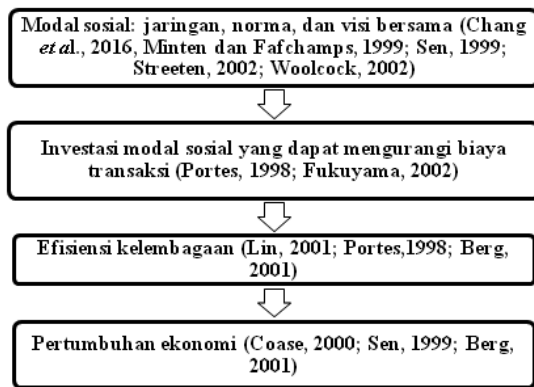 Modal sosial: jaringan, norma, dan visi bersama (Chang
et al., 2016, Minten dan Fafchamps, 1999; Sen, 1999;
Streeten, 2002; Woolcock, 2002)
Investasi modal sosial yang dapat mengurangi biaya
transaksi (Portes, 1998; Fukuyama, 2002)
Efisiensi kelembagaan (Lin, 2001; Portes,1998; Berg,
2001)
Pertumbuhan ekonomi (Coase, 2000; Sen, 1999; Berg,
2001)